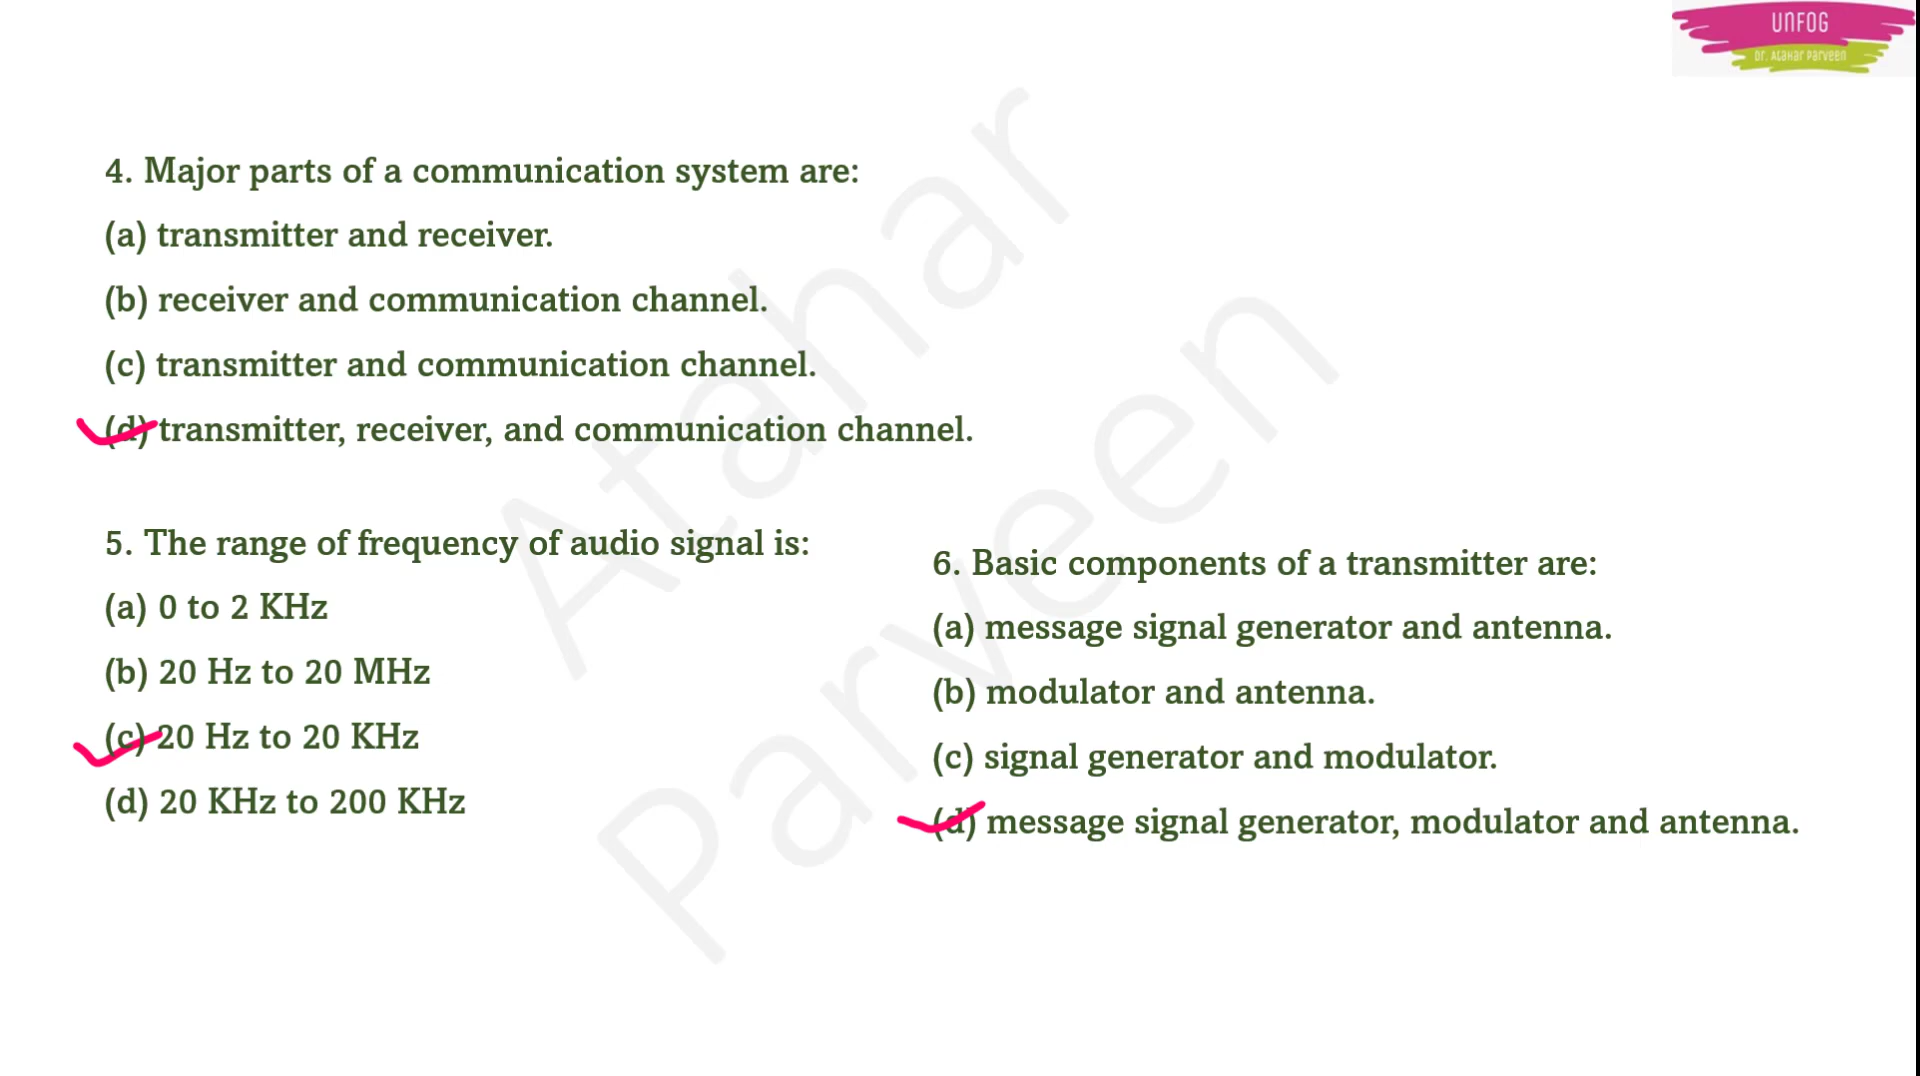 UNFOG
Dr. Atahar Parveen
4. Major parts of a communication system are:
(a) transmitter and receiver.
(b) receiver and communication channel.
(c) transmitter and communication channel.
(d) transmitter, receiver, and communication channel.
5. The range of frequency of audio signal is:
(a) 0 to 2 KHz
(b) 20 Hz to 20 MHz
(c) 20 Hz to 20 KHz
(d) 20 KHz to 200 KHz
6. Basic components of a transmitter are:
(a) message signal generator and antenna.
(b) modulator and antenna.
(c) signal generator and modulator.
(d) message signal generator, modulator and antenna.
Atahar
Parveen